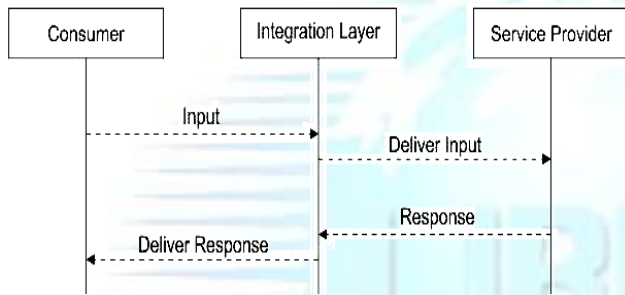 Consumer
Integration Layer
Service Provider
Input
Deliver Input
Response
Deliver Response